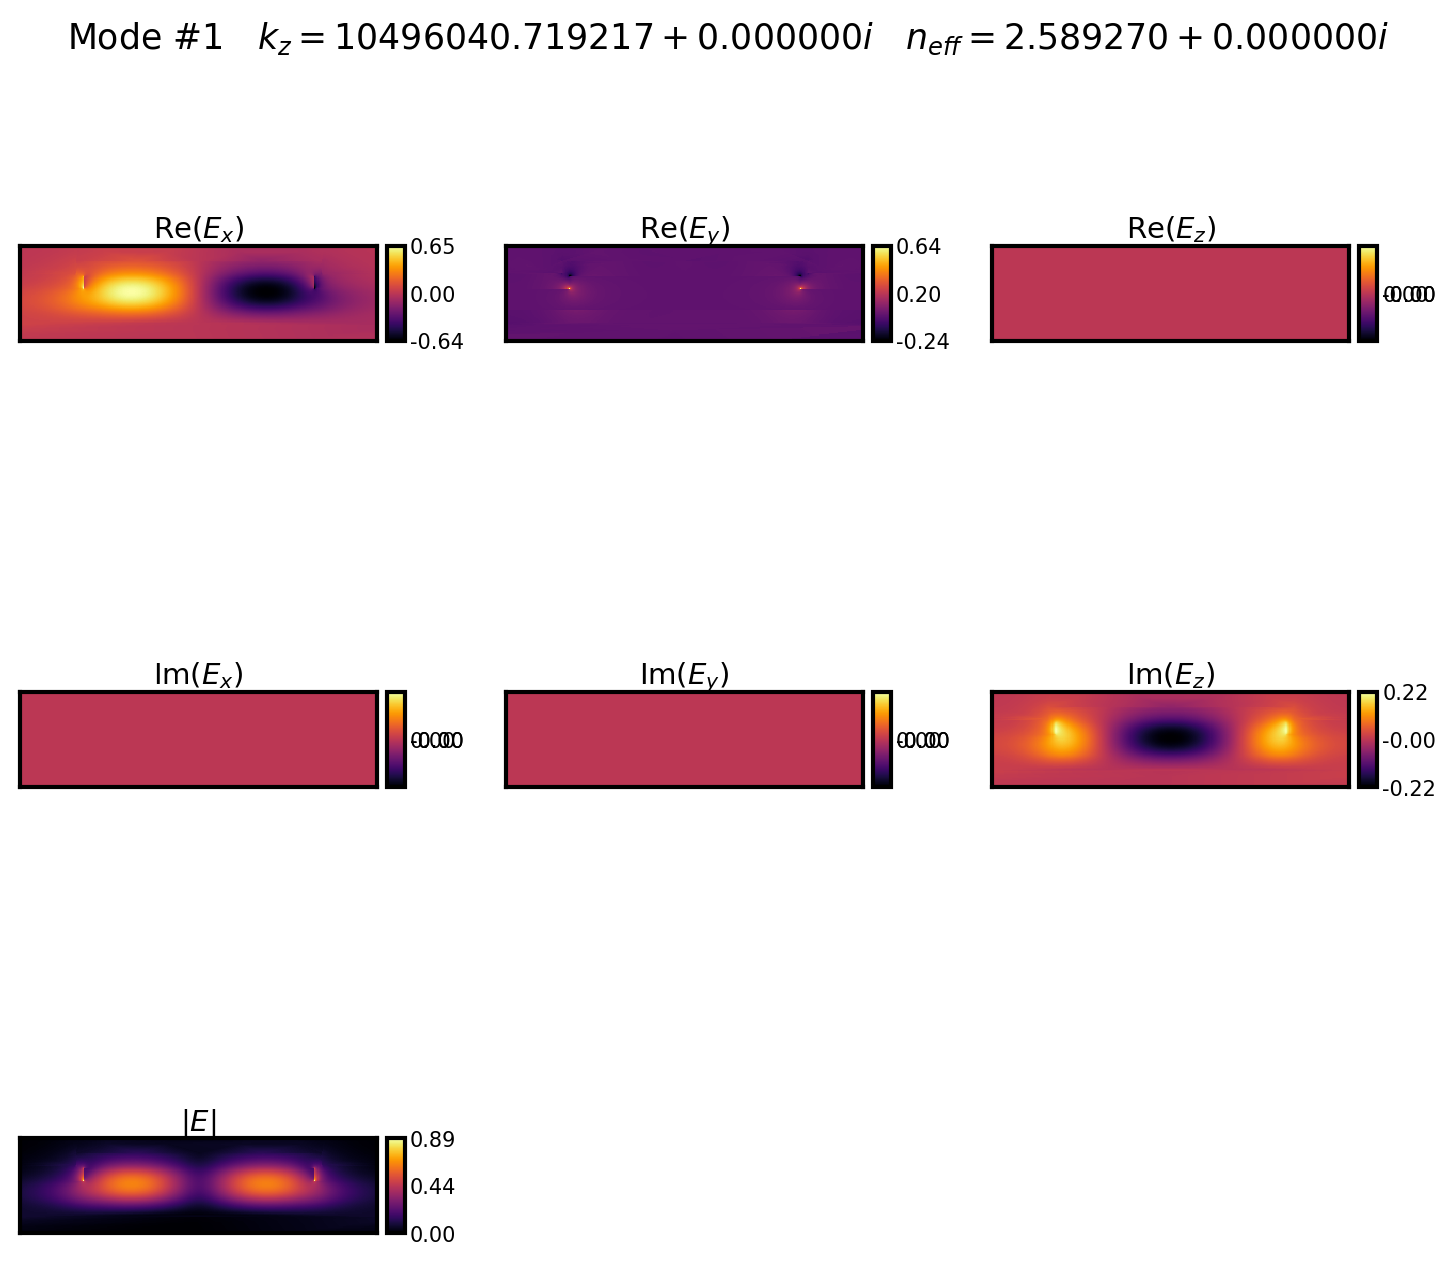 Mode #1 k_z = 10496040.719217 + 0.000000i n_eff = 2.589270 + 0.000000i
Re(E_x)
0.65
0.00
-0.64
Re(E_y)
0.64
0.20
-0.24
Re(E_z)
Im(E_x)
Im(E_y)
Im(E_z)
0.22
-0.00
-0.22
|E|
0.89
0.44
0.00